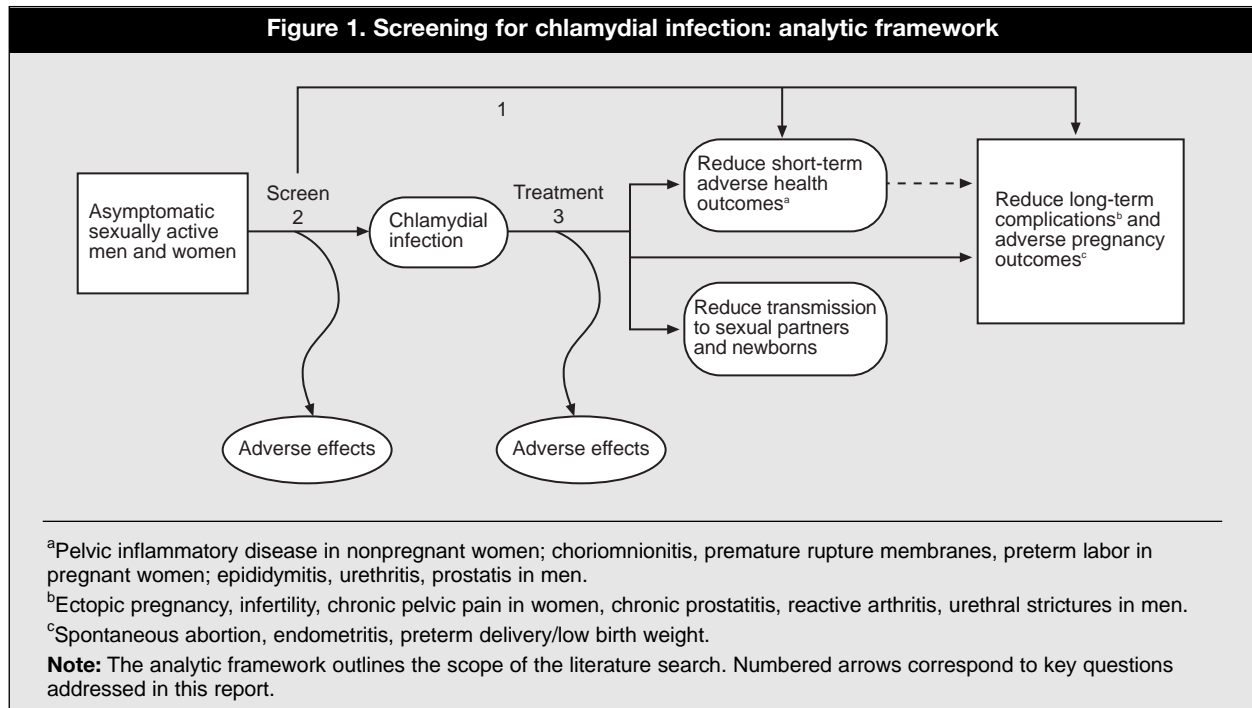 Figure 1. Screening for chlamydial infection: analytic framework
1
Asymptomatic
sexually active
men and women
Screen
2
Chlamydial
infection
Treatment
3
Reduce short-term
adverse health
outcomesa
Reduce long-term
complicationsb and
adverse pregnancy
outcomesc
Reduce transmission
to sexual partners
and newborns
Adverse effects
Adverse effects
aPelvic inflammatory disease in nonpregnant women; choriomnionitis, premature rupture membranes, preterm labor in
pregnant women; epididymitis, urethritis, prostatis in men.
bEctopic pregnancy, infertility, chronic pelvic pain in women, chronic prostatitis, reactive arthritis, urethral strictures in men.
cSpontaneous abortion, endometritis, preterm delivery/low birth weight.
Note: The analytic framework outlines the scope of the literature search. Numbered arrows correspond to key questions
addressed in this report.